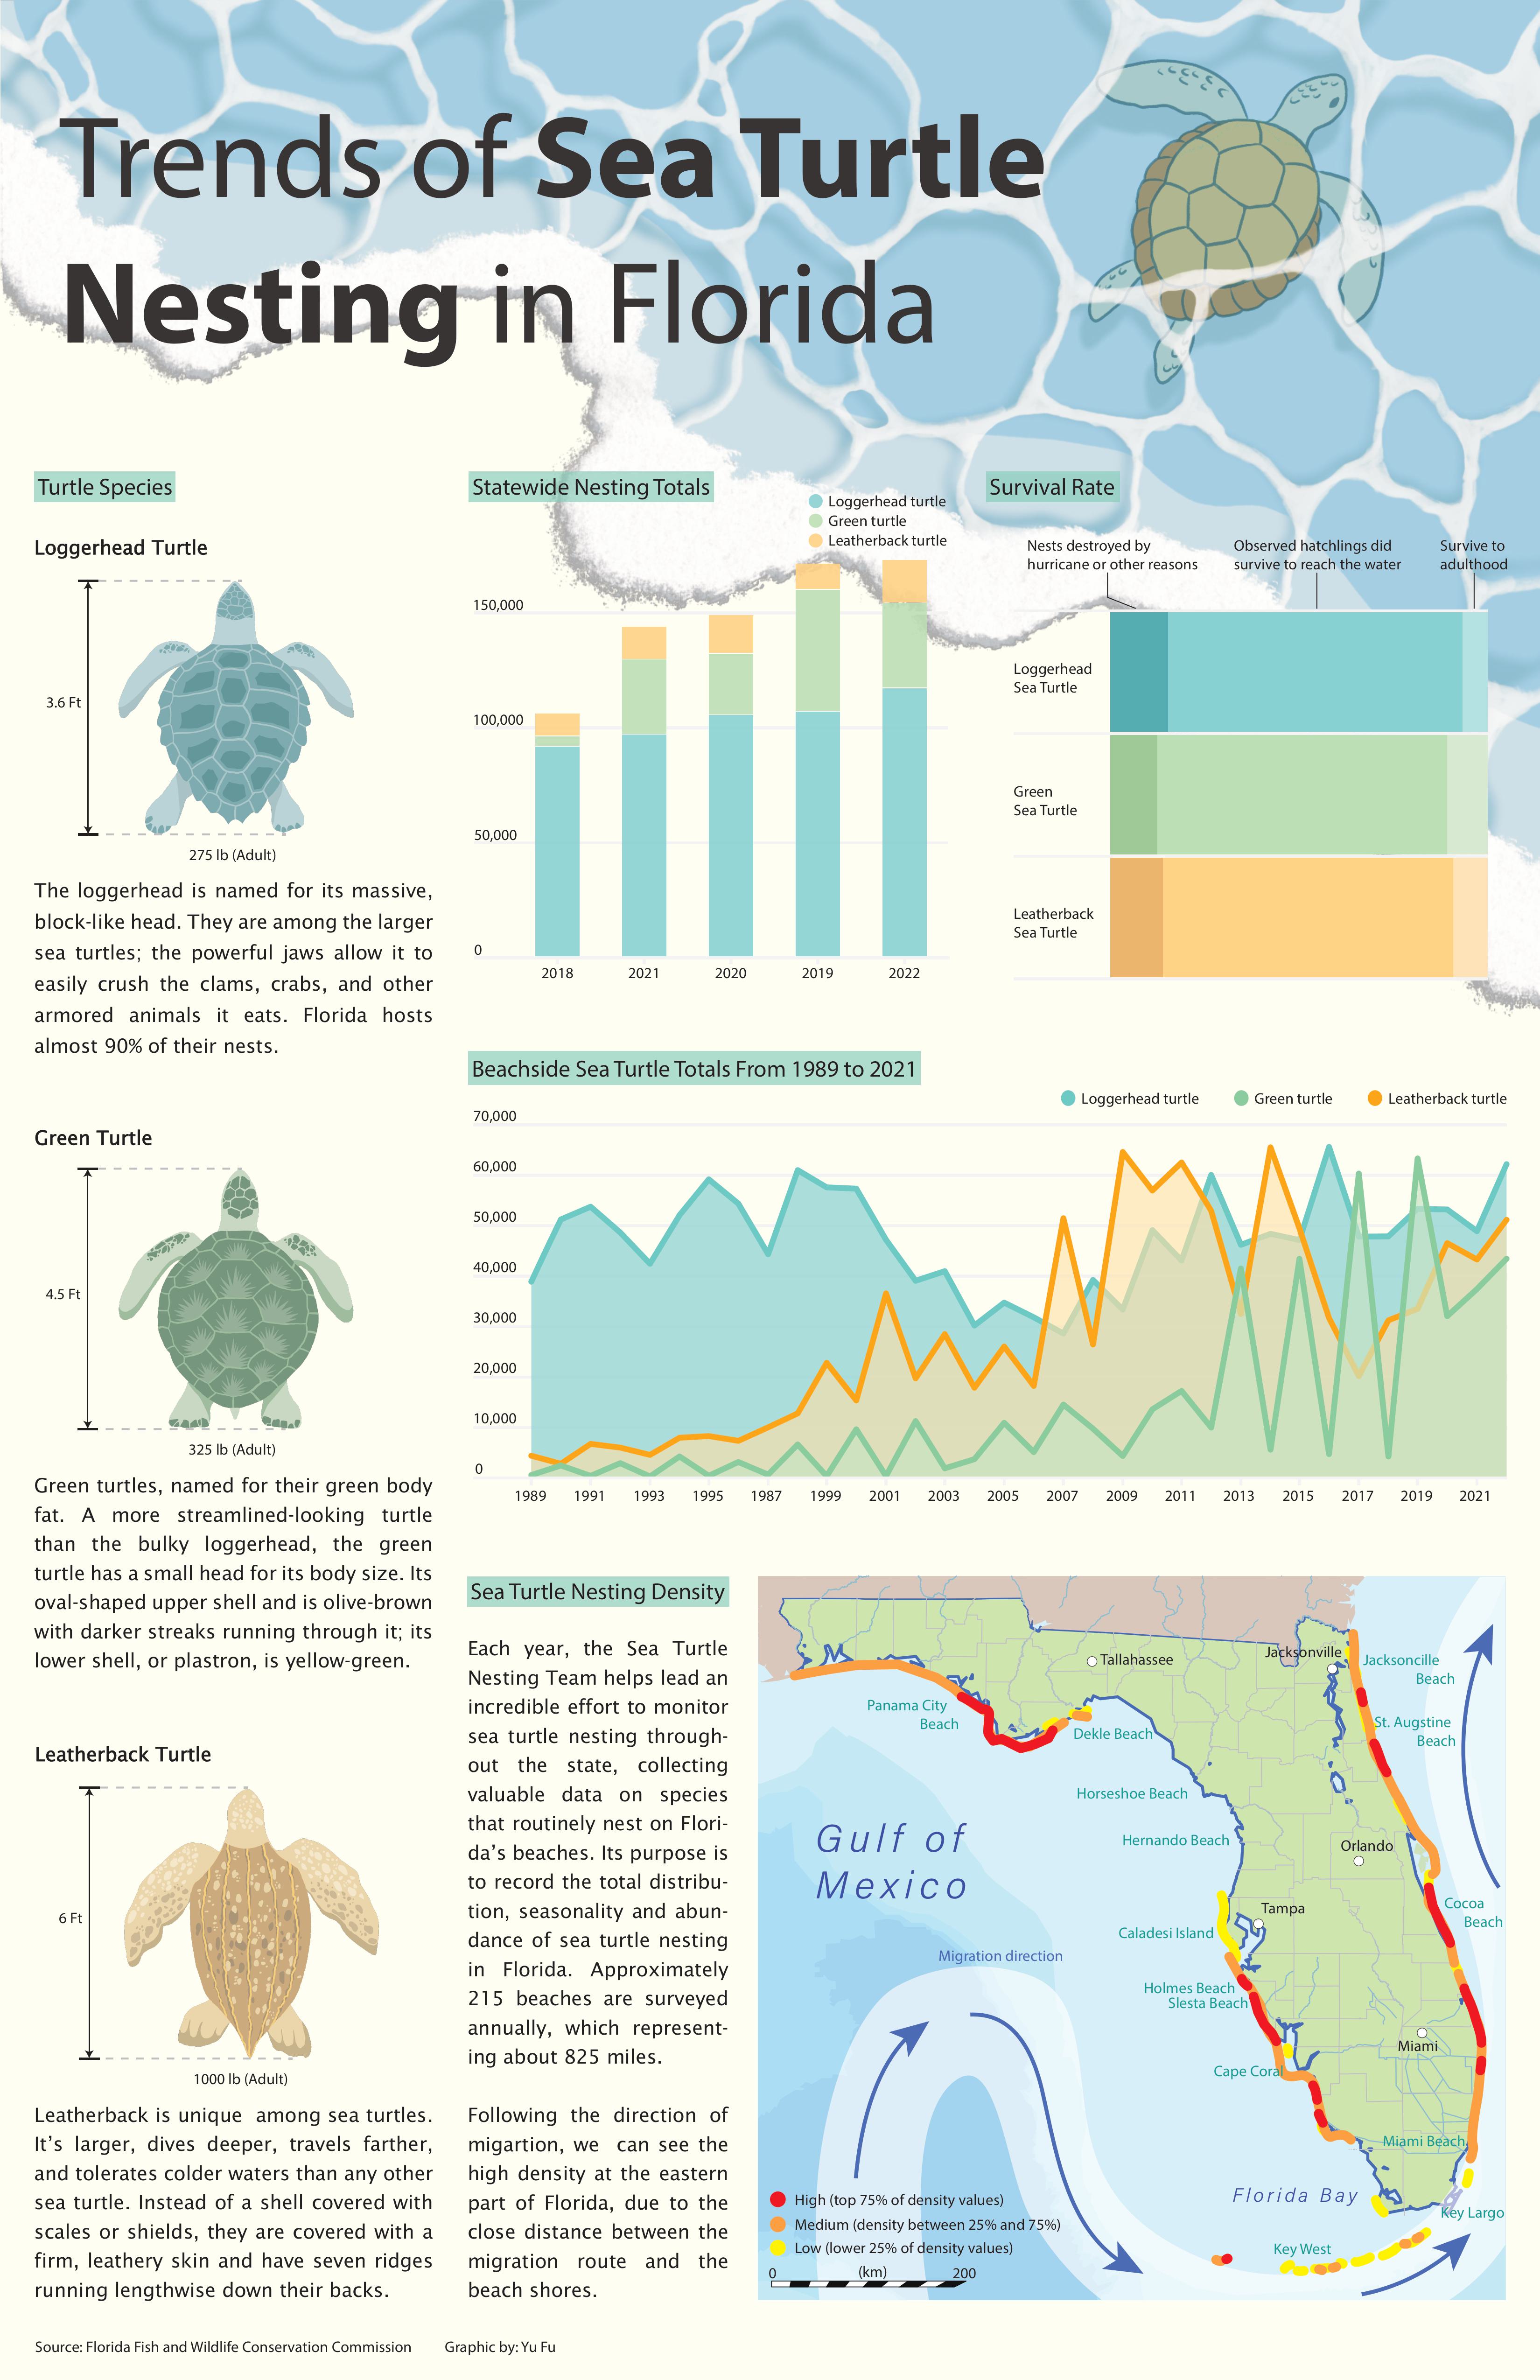 Trends of Sea Turtle
Nesting in Florida
Turtle Species
Loggerhead Turtle
3.6 Ft
275 lb (Adult)
The loggerhead is named for its massive,
block-like head. They are among the larger
sea turtles; the powerful jaws allow it to
easily crush the clams, crabs, and other
armored animals it eats. Florida hosts
almost 90% of their nests.
Green Turtle
4.5 Ft
325 lb (Adult)
Green turtles, named for their green body
fat. A more streamlined-looking turtle
than the bulky loggerhead, the green
turtle has a small head for its body size. Its
oval-shaped upper shell and is olive-brown
with darker streaks running through it; its
lower shell, or plastron, is yellow-green.
Leatherback Turtle
6 Ft
1000 lb (Adult)
Leatherback is unique among sea turtles.
It's larger, dives deeper, travels farther,
and tolerates colder waters than any other
sea turtle. Instead of a shell covered with
scales or shields, they are covered with a
firm, leathery skin and have seven ridges
running lengthwise down their backs.
Statewide Nesting Totals
Loggerhead turtle
Green turtle
Leatherback turtle
150,000
100,000
50,000
0
2018 2021 2020 2019 2022
Survival Rate
Nests destroyed by
hurricane or other reasons
Observed hatchlings did
survive to reach the water
Survive to
adulthood
Loggerhead
Sea Turtle
Green
Sea Turtle
Leatherback
Sea Turtle
Beachside Sea Turtle Totals From 1989 to 2021
Loggerhead turtle Green turtle Leatherback turtle
70,000
60,000
50,000
40,000
30,000
20,000
10,000
0
1989 1991 1993 1995 1987 1999 2001 2003 2005 2007 2009 2011 2013 2015 2017 2019 2021
Sea Turtle Nesting Density
Each year, the Sea Turtle
Nesting Team helps lead an
incredible effort to monitor
sea turtle nesting through-
out the state, collecting
valuable data on species
that routinely nest on Flori-
da's beaches. Its purpose is
to record the total distribu-
tion, seasonality and abun-
dance of sea turtle nesting
in Florida. Approximately
215 beaches are surveyed
annually, which represent-
ing about 825 miles.
Following the direction of
migartion, we can see the
high density at the eastern
part of Florida, due to the
close distance between the
migration route and the
beach shores.
Tallahassee
Jacksonville
Jacksoncille
Beach
Panama City
Beach
Dekle Beach
St. Augstine
Beach
Horseshoe Beach
Gulf of
Mexico
Hernando Beach
Orlando
Tampa
Cocoa
Beach
Caladesi Island
Migration direction
Holmes Beach
Slesta Beach
Miami
Cape Coral
Miami Beach
Florida Bay
Key Largo
Key West
High (top 75% of density values)
Medium (density between 25% and 75%)
Low (lower 25% of density values)
0 (km) 200
Source: Florida Fish and Wildlife Conservation Commission Graphic by: Yu Fu